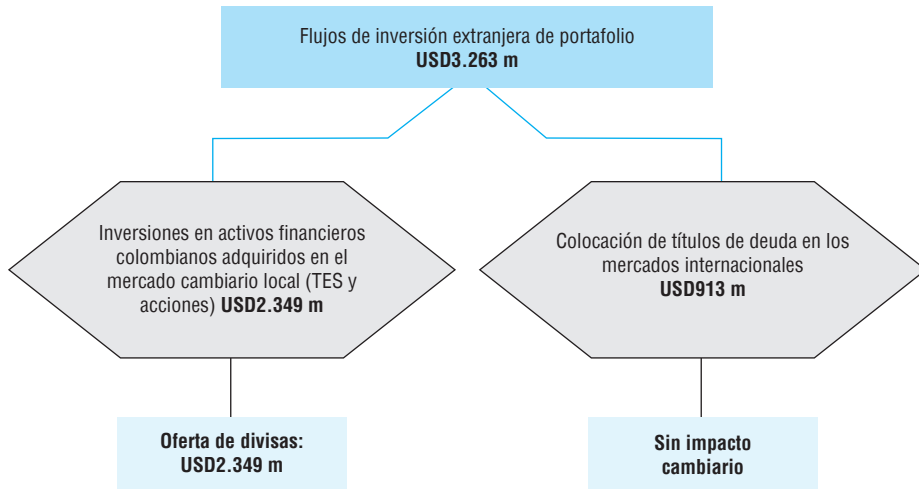 Flujos de inversión extranjera de portafolio
USD3.263 m
Inversiones en activos financieros
colombianos adquiridos en el
mercado cambiario local (TES y
acciones) USD2.349 m
Colocación de títulos de deuda en los
mercados internacionales
USD913 m
Oferta de divisas:
USD2.349 m
Sin impacto
cambiario